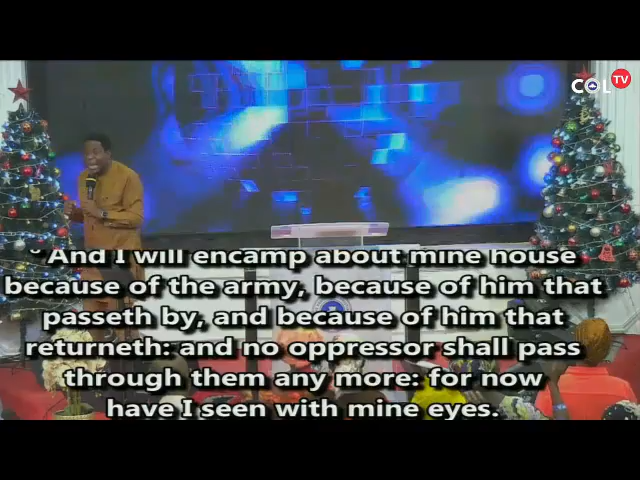 COL TV
And I will encamp about mine house
because of the army, because of him that
passeth by, and because of him that
returneth: and no oppressor shall pass
through them any more: for now
have I seen with mine eyes.